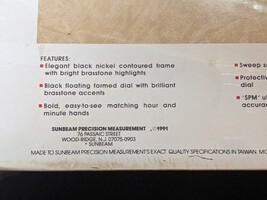 FEATURES:
Elegant black nickel contoured frame
with bright brasstone highlights
Black floating formed dial with brilliant
brasstone accents
Bold, easy-to-see matching hour and
minute hands
Sweep s
Protectiv
dial
"SPM" u
accurac
SUNBEAM PRECISION MEASUREMENT ©1991
76 PASSAIC STREET
WOOD-RIDGE, N.J. 07075-0903
SUNBEAM
MADE TO SUNBEAM PRECISION MEASUREMENT'S EXACT QUALITY SPECIFICATIONS IN TAIWAN. MO